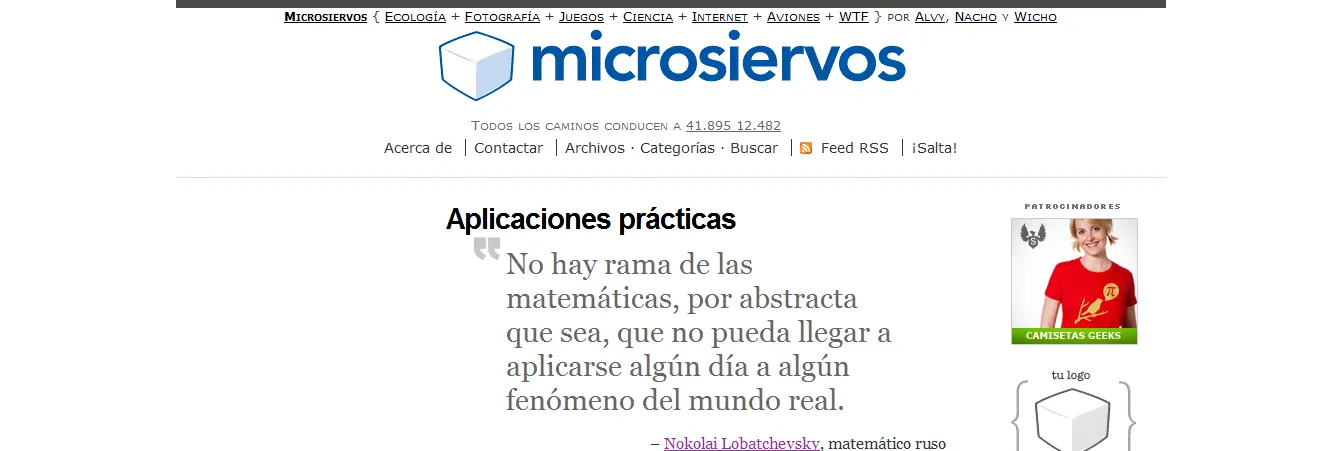 Microsiervos { Ecología + Fotografía + Juegos + Ciencia + Internet + Aviones + WTF } por Alvy, Nacho y Wicho
microsiervos
Todos los caminos conducen a 41.895 12.482
Acerca de | Contactar | Archivos · Categorías · Buscar | Feed RSS | ¡Salta!
Aplicaciones prácticas
No hay rama de las
matemáticas, por abstracta
que sea, que no pueda llegar a
aplicarse algún día a algún
fenómeno del mundo real.
– Nokolai Lobatchevsky, matemático ruso
PATROCINADORES
S
π
CAMISETAS GEEKS
tu logo